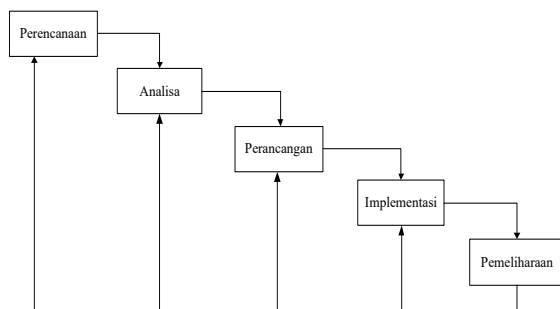 Perencanaan
Analisa
Perancangan
Implementasi
Pemeliharaan